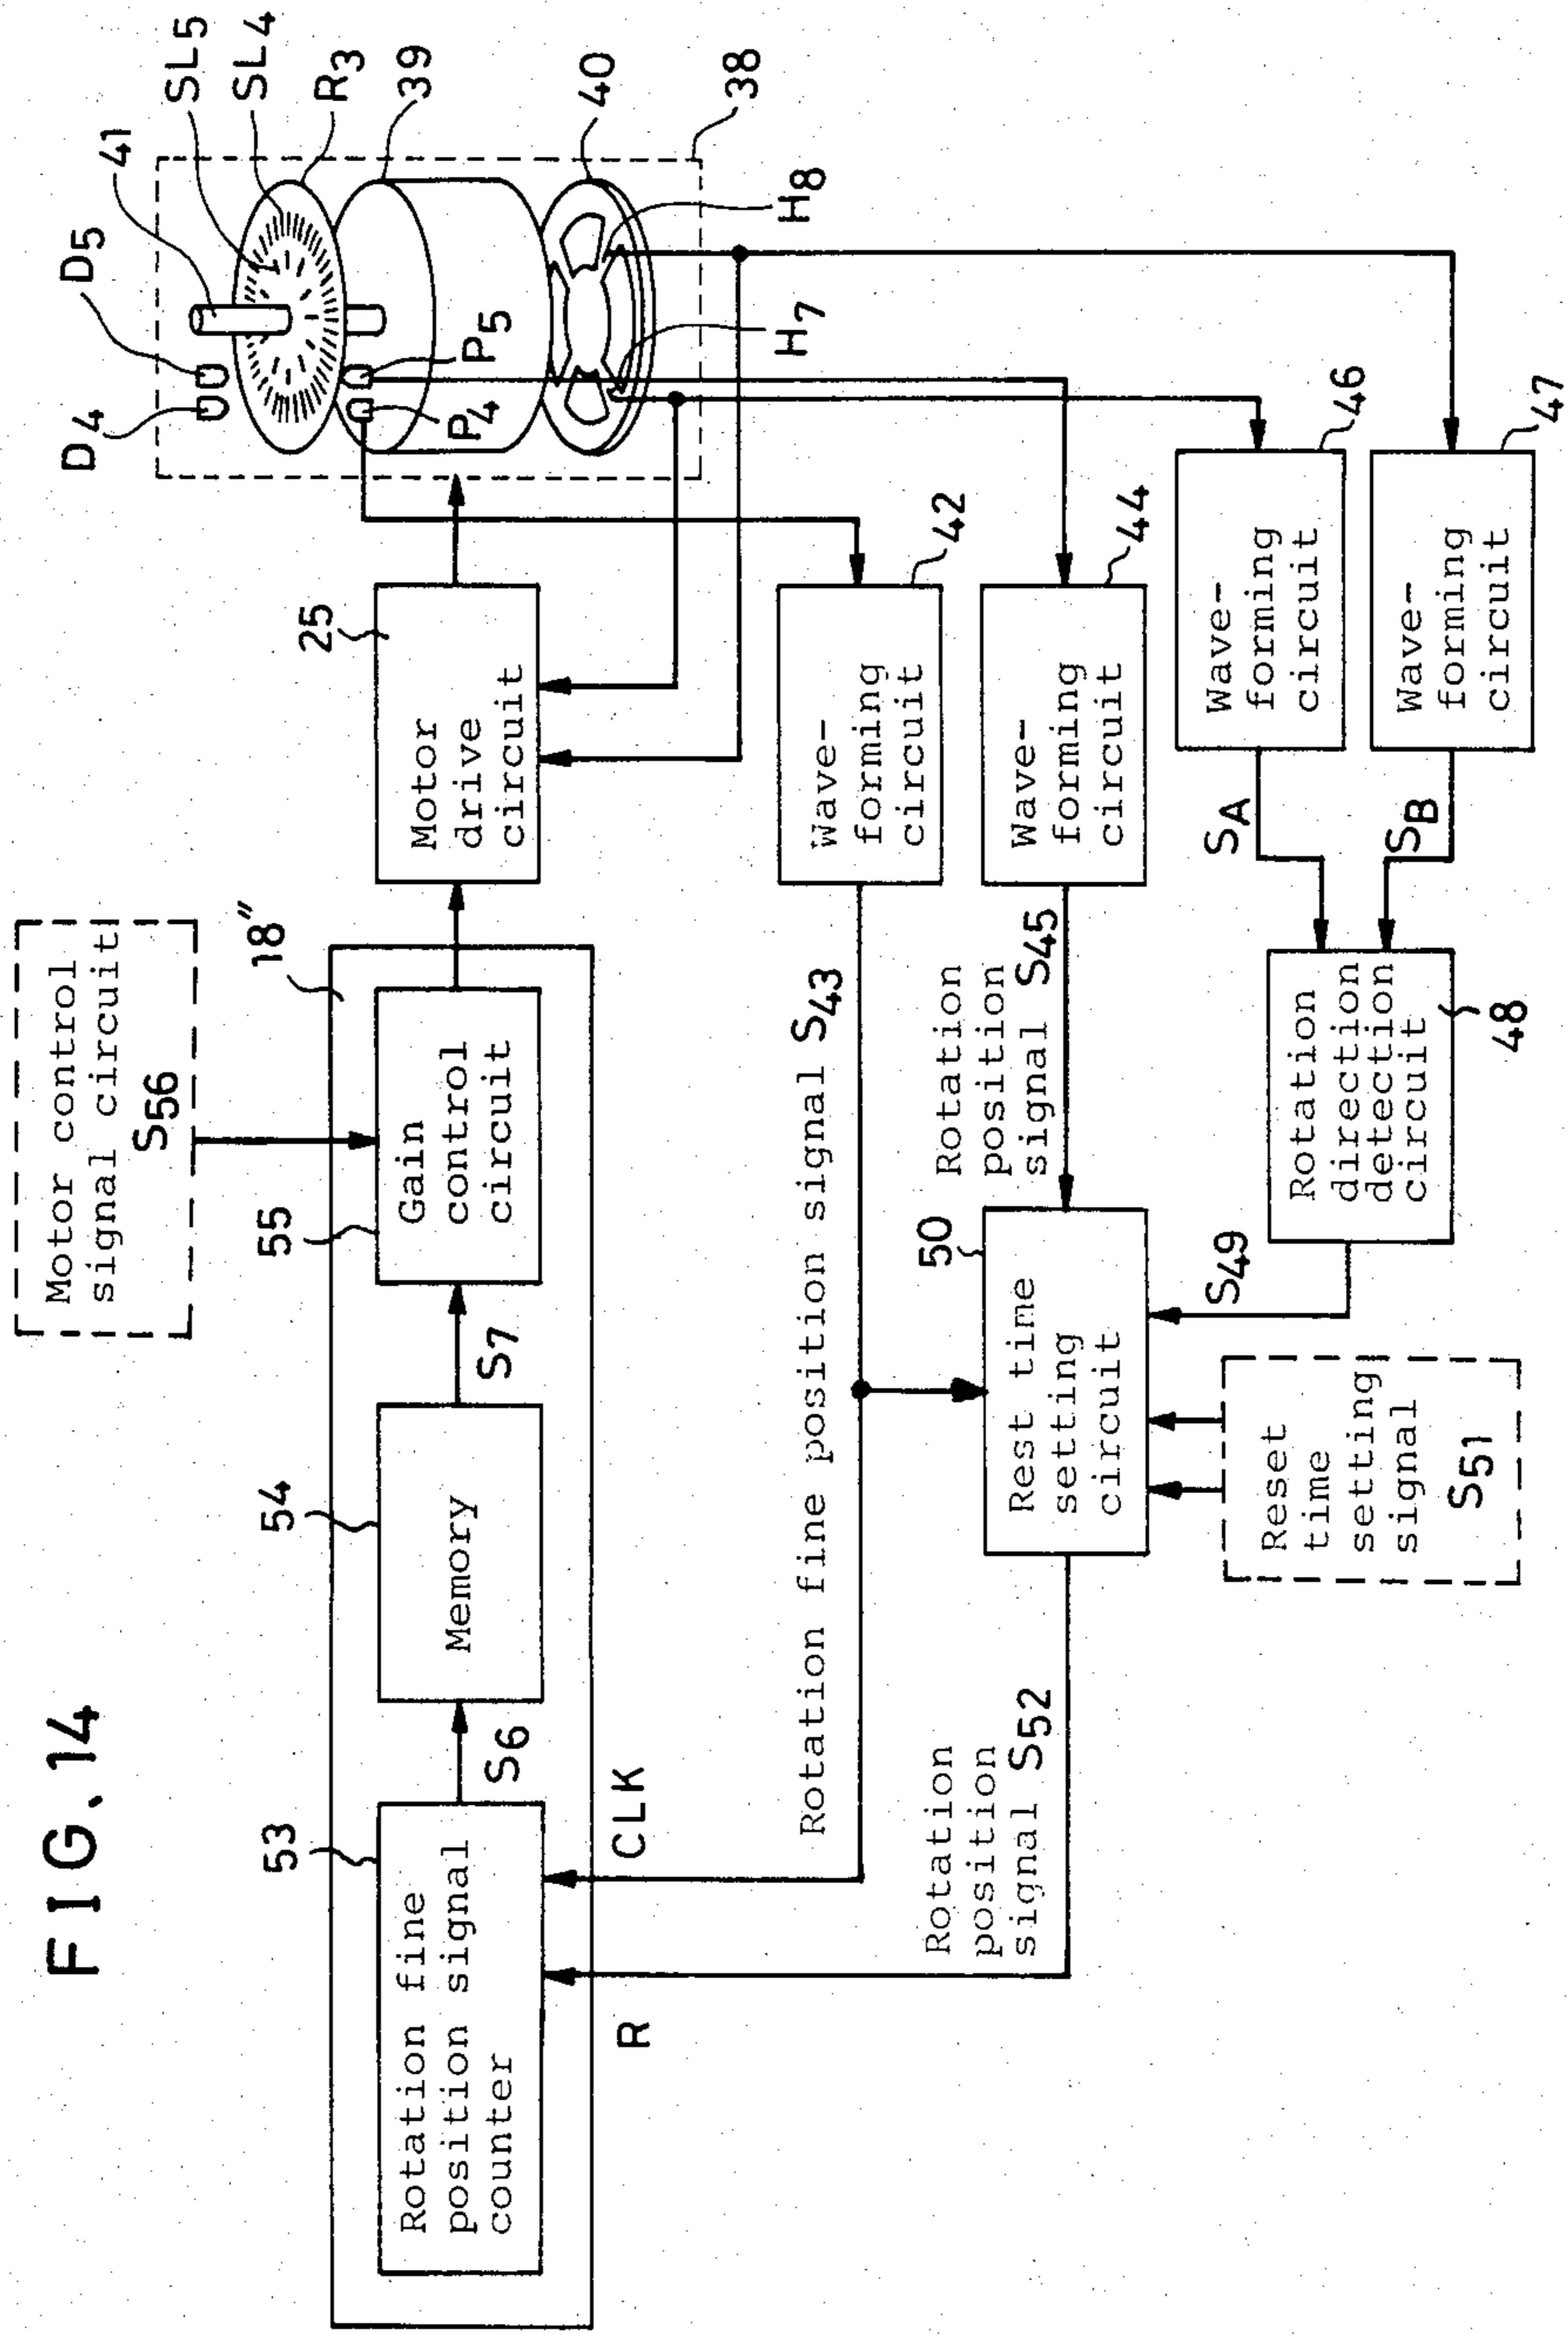 FIG. 14
Motor control
signal circuit
S56
18"
53
Rotation fine
position signal
counter
S6
54
Memory
S7
55
Gain
control
circuit
25
Motor
drive
circuit
D4
D5
41
SL5
SL4
R3
39
40
38
P4
P5
H7
H8
R
CLK
Rotation fine position signal S43
Wave-
forming
circuit
42
Rotation
position
signal S52
50
Rest time
setting
circuit
Rotation
position
signal S45
Wave-
forming
circuit
44
Reset
time
setting
signal
S51
S49
Rotation
direction
detection
circuit
48
SA
SB
Wave-
forming
circuit
46
Wave-
forming
circuit
47